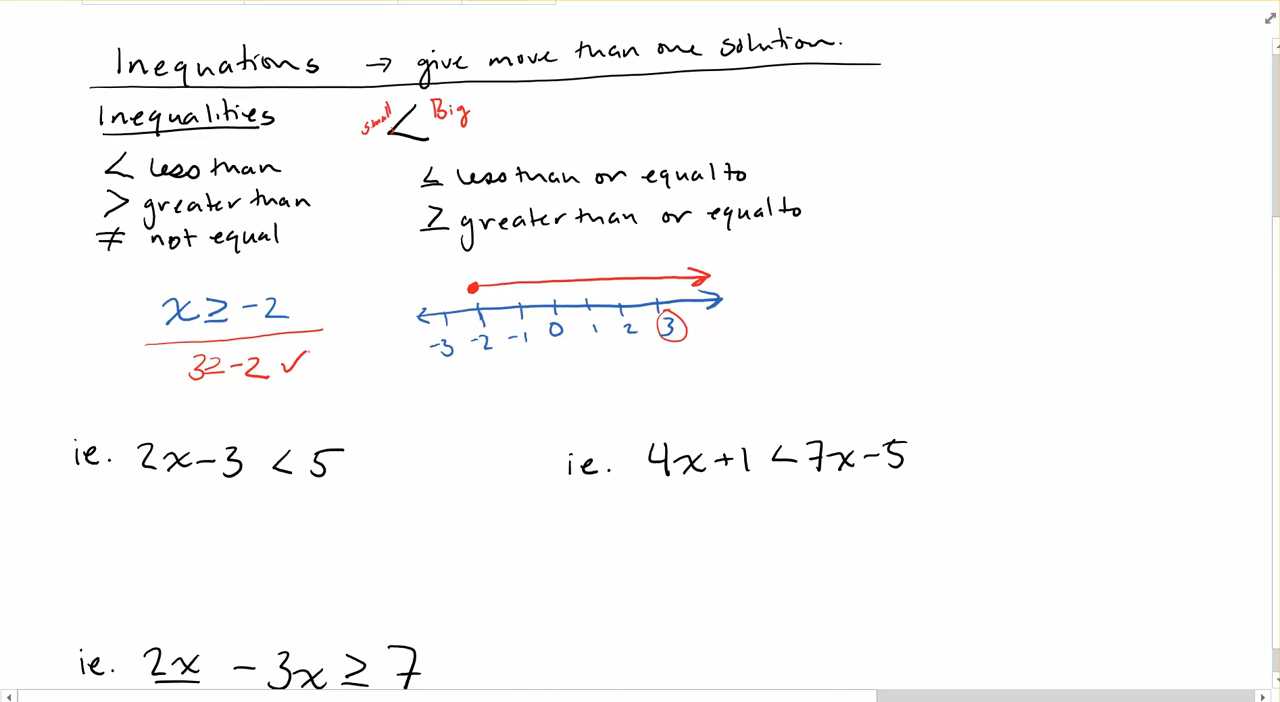 Inequations → give move than one solution.
Inequalities small < Big
< less than ≤ less than or equal to
> greater than ≥ greater than or equal to
≠ not equal
x ≥ -2
-3 -2 -1 0 1 2 3
3 ≥ -2 ✓
ie. 2x - 3 < 5 ie. 4x + 1 < 7x - 5
ie. 2x - 3x ≥ 7